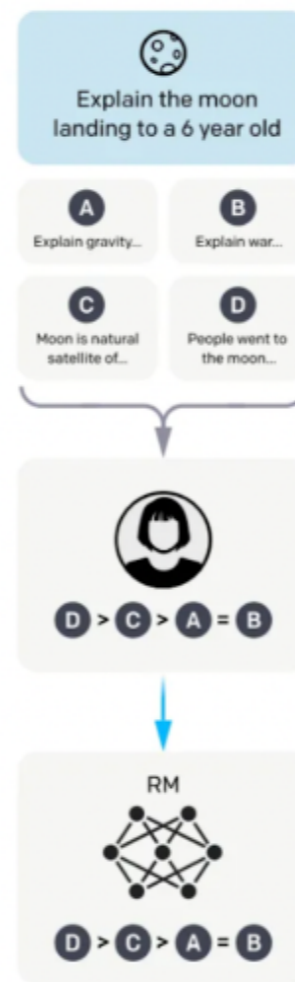 Explain the moon
landing to a 6 year old
A
Explain gravity...
B
Explain war...
C
Moon is natural
satellite of...
D
People went to
the moon...
D > C > A = B
RM
D > C > A = B